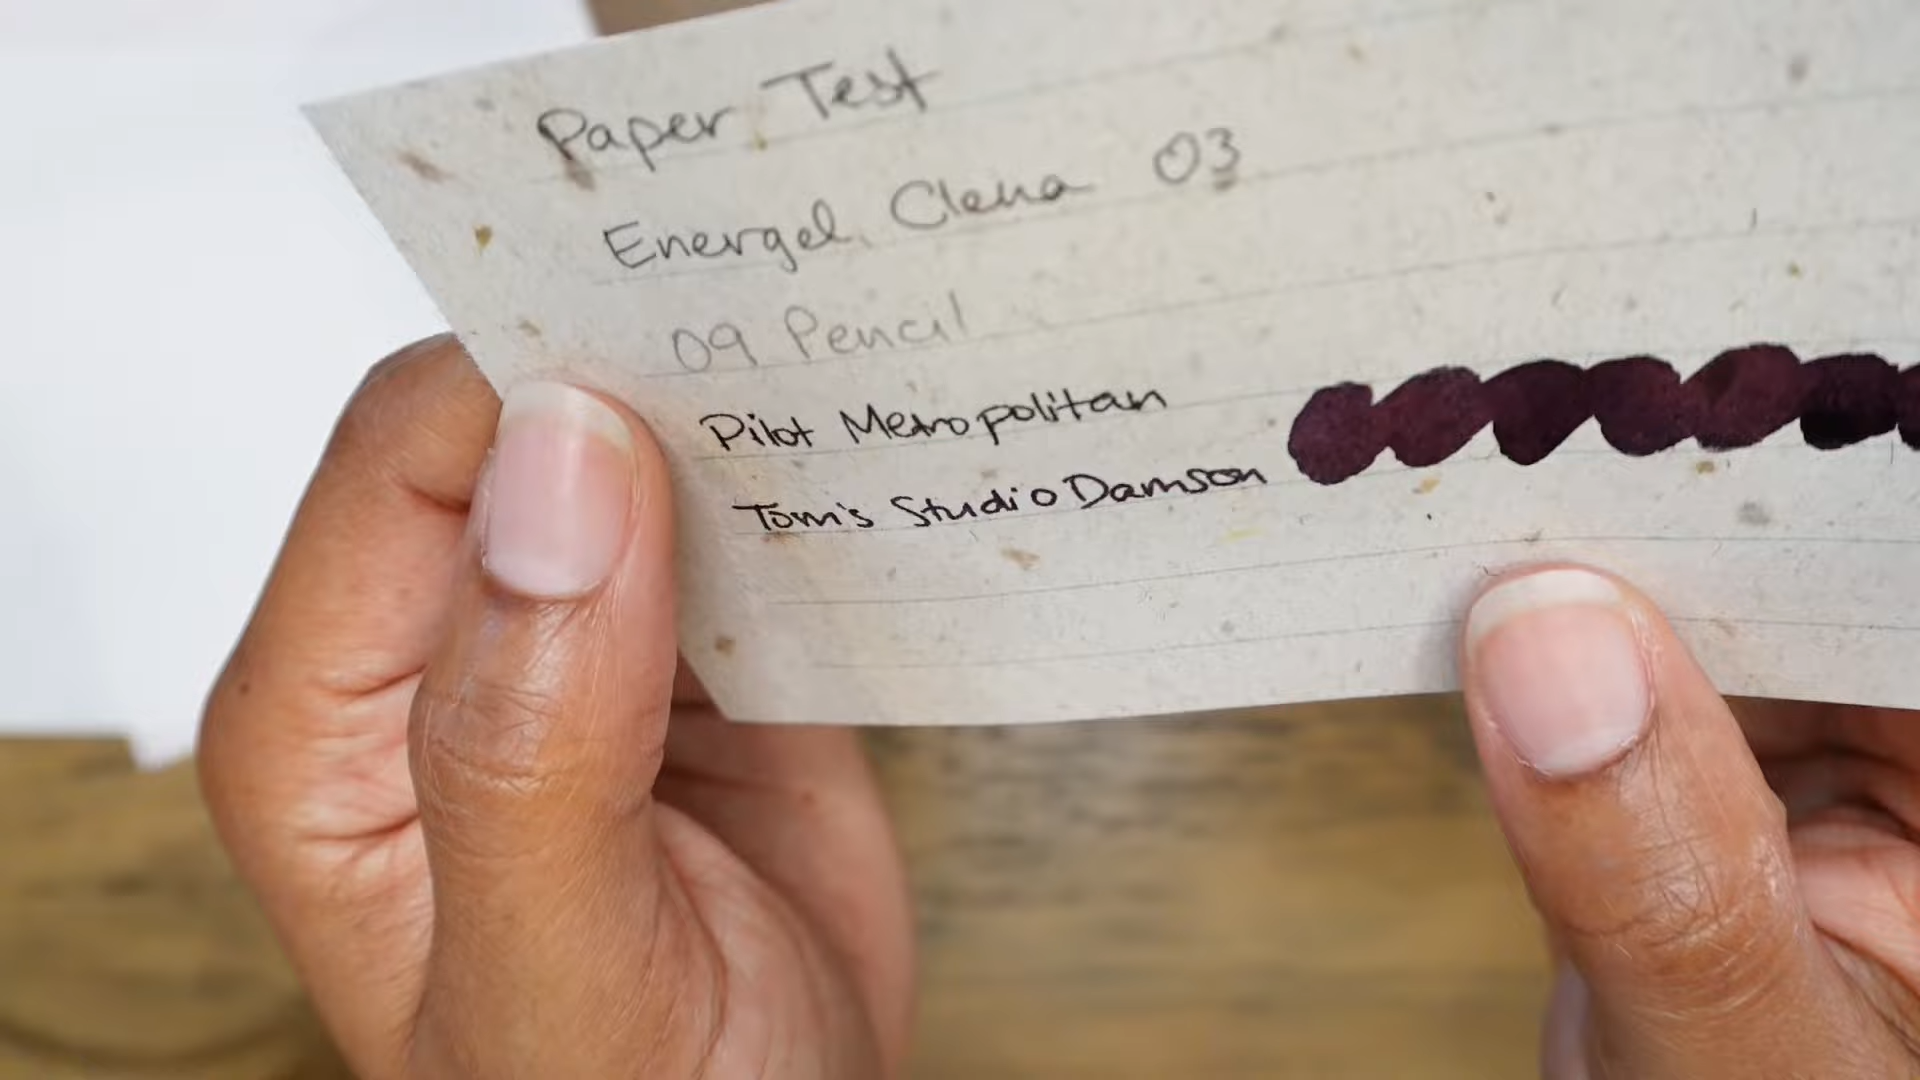 Paper Test
Energel Clena 03
09 Pencil
Pilot Metropolitan
Tom's Studio Damson